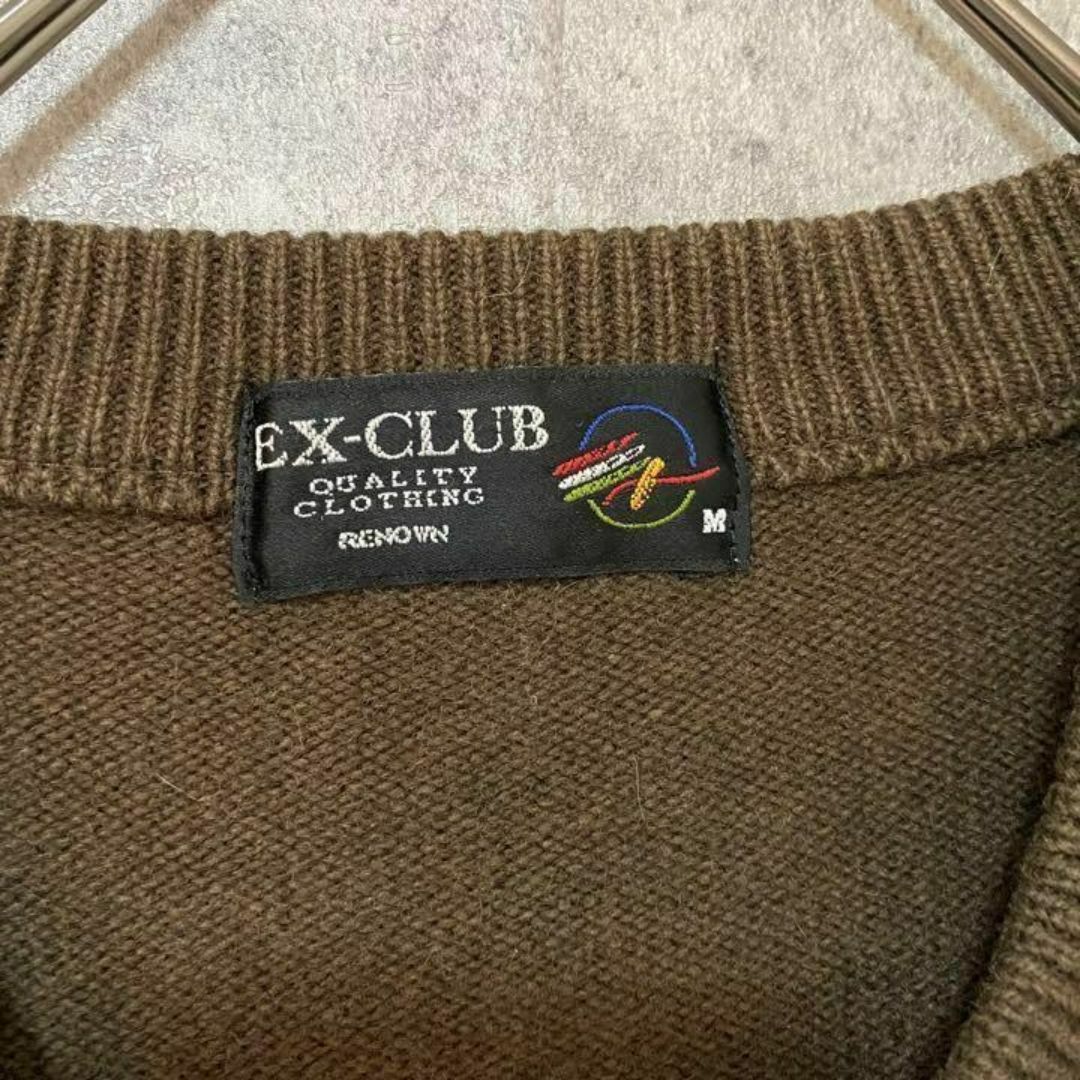 EX-CLUB
QUALITY
CLOTHING
RENOWN
M